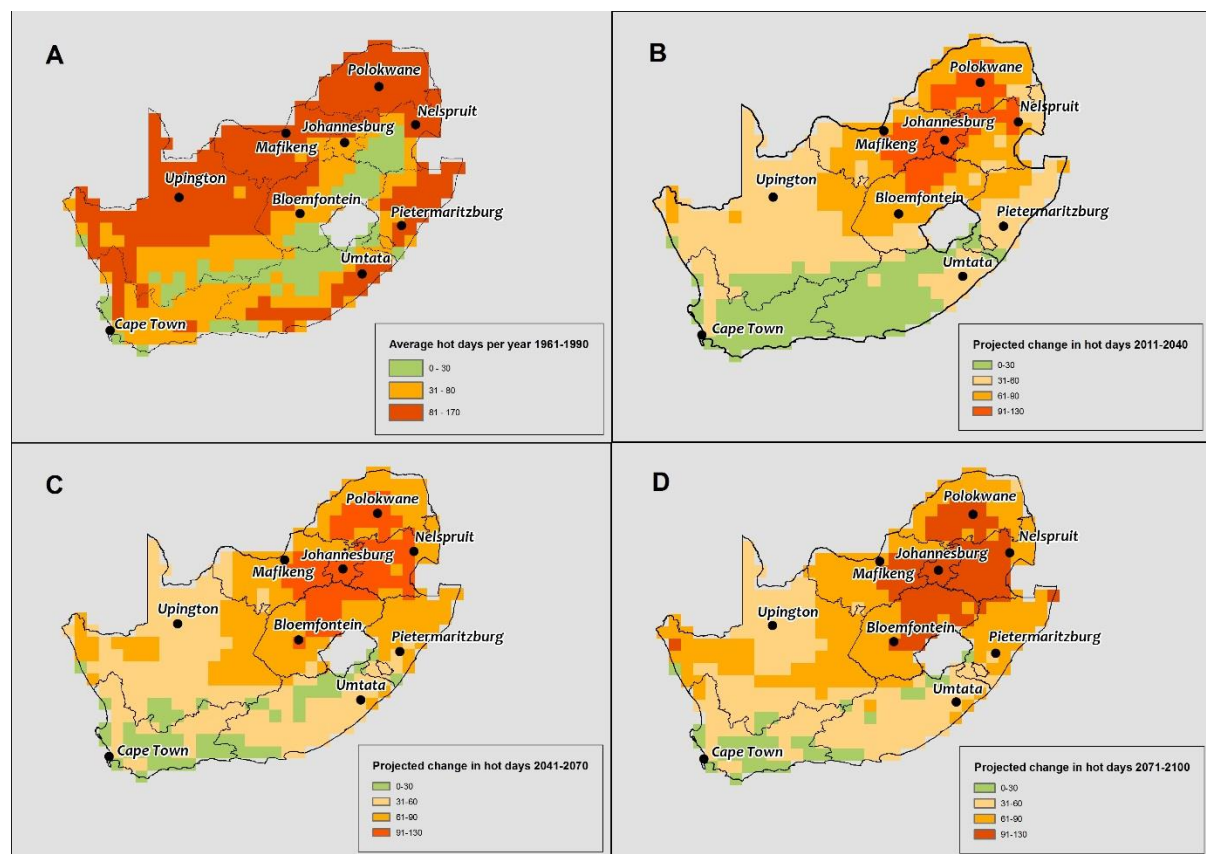 A
Polokwane
Nelspruit
Johannesburg
Mafikeng
Upington
Bloemfontein
Pietermaritzburg
Umtata
Cape Town
Average hot days per year 1961-1990
0 - 30
31 - 80
81 - 170
B
Polokwane
Nelspruit
Johannesburg
Mafikeng
Upington
Bloemfontein
Pietermaritzburg
Umtata
Cape Town
Projected change in hot days 2011-2040
0-30
31-60
61-90
91-130
C
Polokwane
Nelspruit
Johannesburg
Mafikeng
Upington
Bloemfontein
Pietermaritzburg
Umtata
Cape Town
Projected change in hot days 2041-2070
0-30
31-60
61-90
91-130
D
Polokwane
Nelspruit
Johannesburg
Mafikeng
Upington
Bloemfontein
Pietermaritzburg
Umtata
Cape Town
Projected change in hot days 2071-2100
0-30
31-60
61-90
91-130